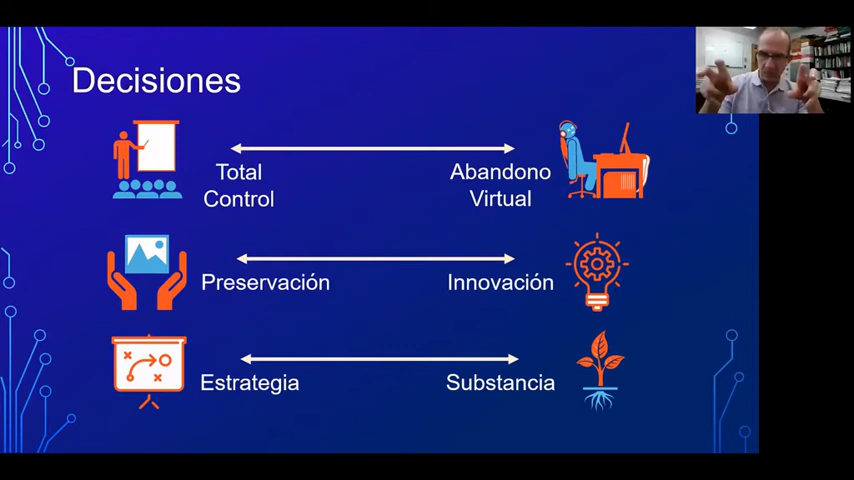 Decisiones
Total
Control
Abandono
Virtual
Preservación
Innovación
Estrategia
Substancia